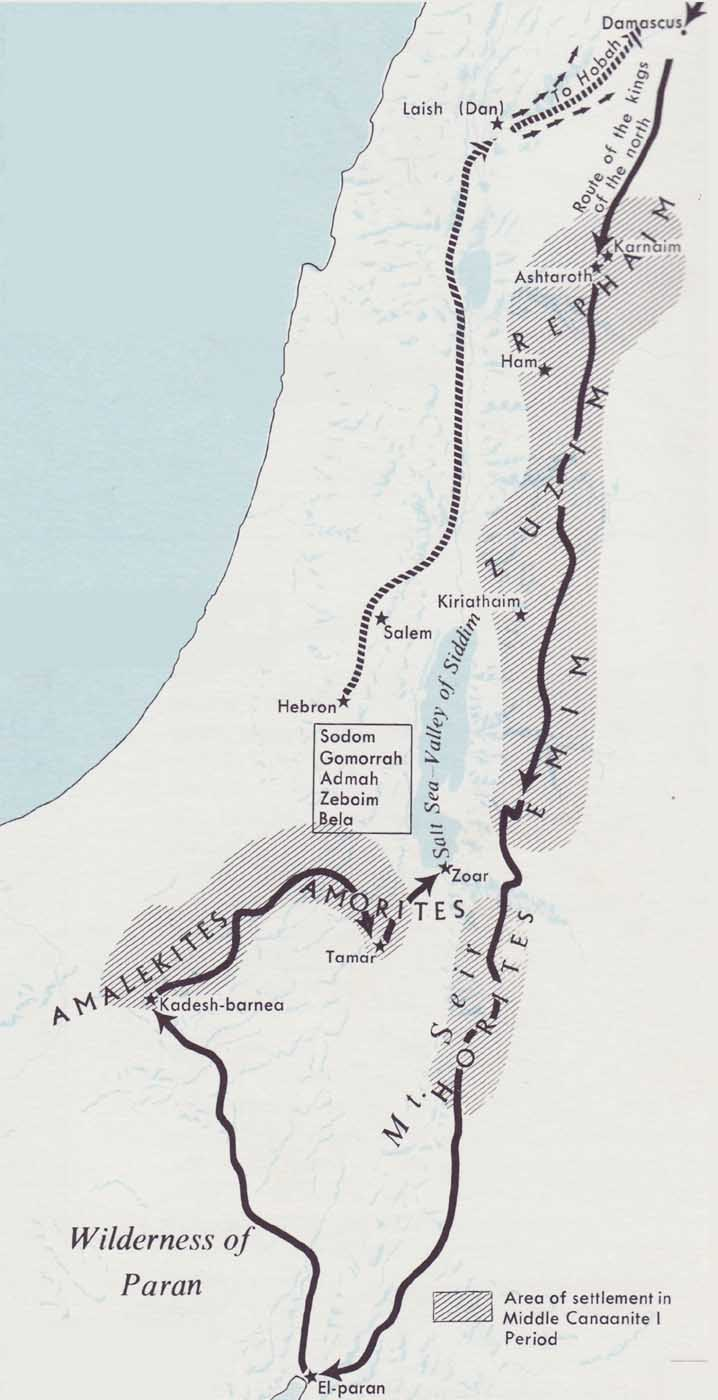 Damascus
To Hobah
Laish (Dan)
Route of the kings
of the north
Karnaim
Ashtaroth
REPHAIM
Ham
ZUZIM
Kiriathaim
Salem
Salt Sea–Valley of Siddim
Hebron
Sodom
Gomorrah
Admah
Zeboim
Bela
EMIM
Zoar
AMORITES
Tamar
AMALEKITES
Kadesh-barnea
Mt. Seir
HORITES
Wilderness of
Paran
Area of settlement in
Middle Canaanite I
Period
El-paran